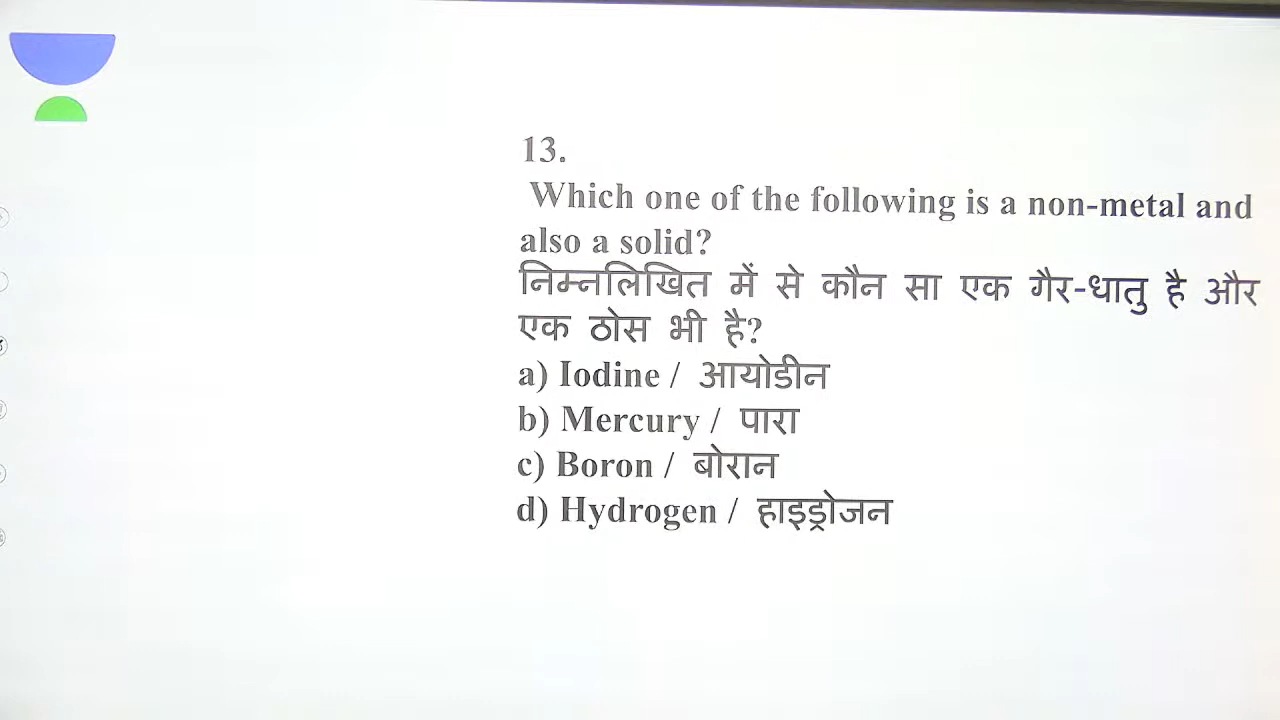 13.
Which one of the following is a non-metal and
also a solid?
निम्नलिखित में से कौन सा एक गैर-धातु है और
एक ठोस भी है?
a) Iodine / आयोडीन
b) Mercury / पारा
c) Boron / बोरान
d) Hydrogen / हाइड्रोजन